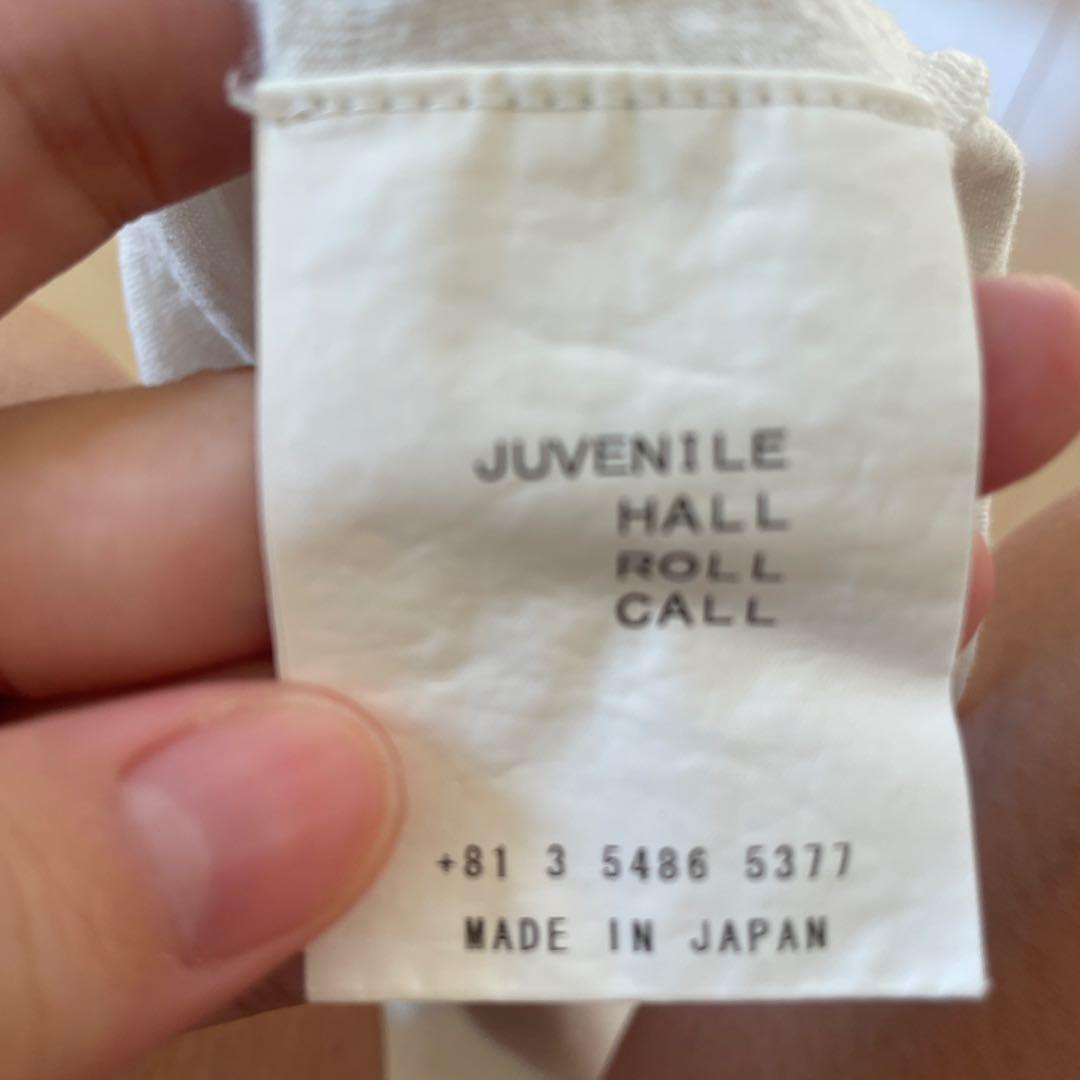 JUVENILE
HALL
ROLL
CALL
+81 3 5486 5377
MADE IN JAPAN